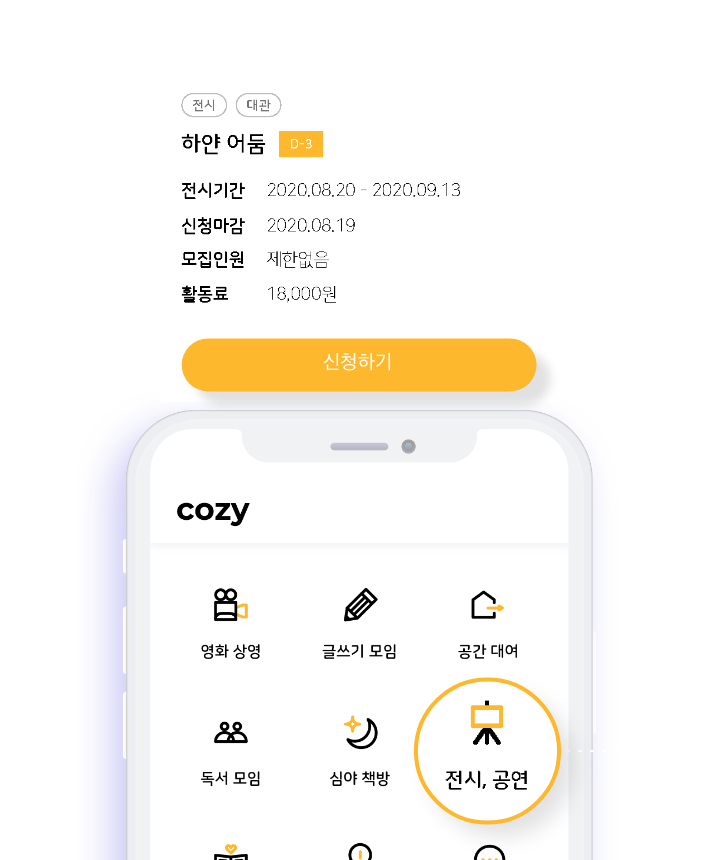 전시 대관
하얀 어둠 D-3
전시기간 2020.08.20 - 2020.09.13
신청마감 2020.08.19
모집인원 제한없음
활동료 18,000원
신청하기
cozy
영화 상영 글쓰기 모임 공간 대여
독서 모임 심야 책방 전시, 공연